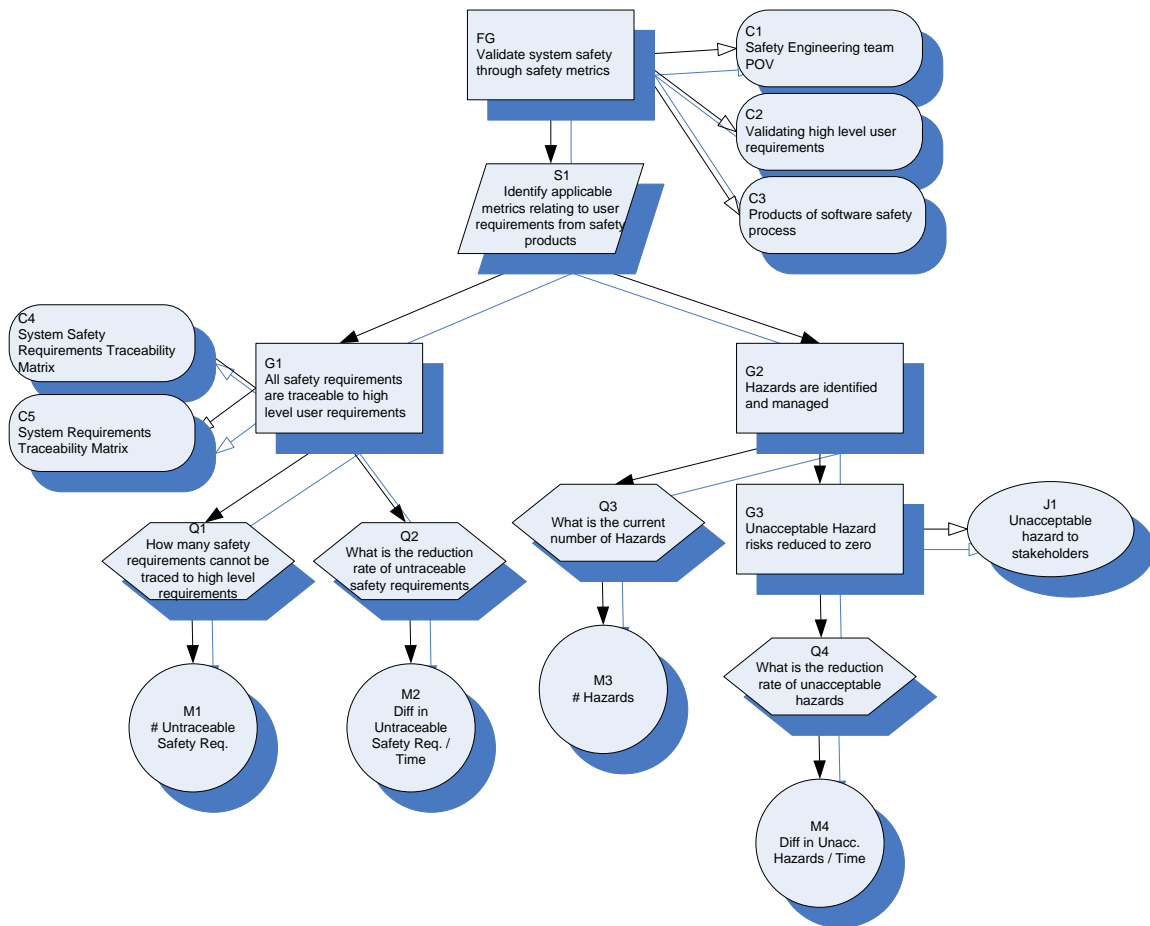 FG
Validate system safety
through safety metrics
C1
Safety Engineering team
POV
C2
Validating high level user
requirements
C3
Products of software safety
process
S1
Identify applicable
metrics relating to user
requirements from safety
products
C4
System Safety
Requirements Traceability
Matrix
C5
System Requirements
Traceability Matrix
G1
All safety requirements
are traceable to high
level user requirements
G2
Hazards are identified
and managed
Q1
How many safety
requirements cannot be
traced to high level
requirements
Q2
What is the reduction
rate of untraceable
safety requirements
Q3
What is the current
number of Hazards
G3
Unacceptable Hazard
risks reduced to zero
J1
Unacceptable
hazard to
stakeholders
M1
# Untraceable
Safety Req.
M2
Diff in
Untraceable
Safety Req. /
Time
M3
# Hazards
Q4
What is the reduction
rate of unacceptable
hazards
M4
Diff in Unacc.
Hazards / Time